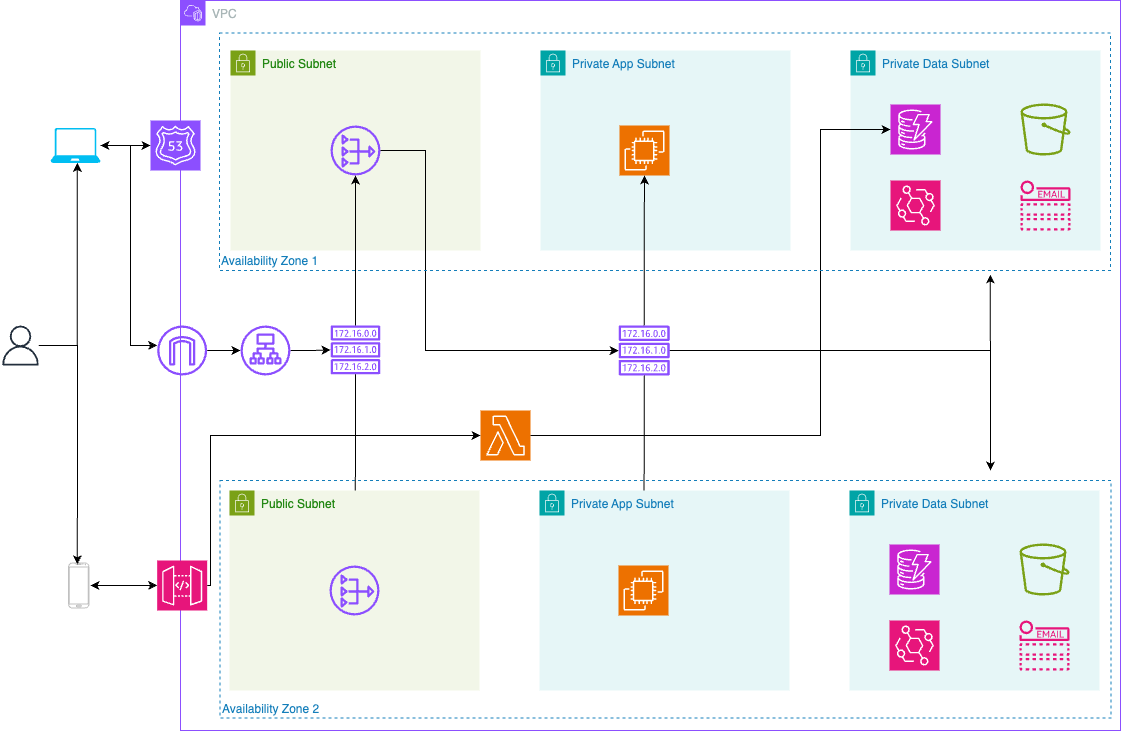 VPC
Public Subnet
Private App Subnet
Private Data Subnet
53
EMAIL
Availability Zone 1
172.16.0.0
172.16.1.0
172.16.2.0
172.16.0.0
172.16.1.0
172.16.2.0
Public Subnet
Private App Subnet
Private Data Subnet
</>
EMAIL
Availability Zone 2